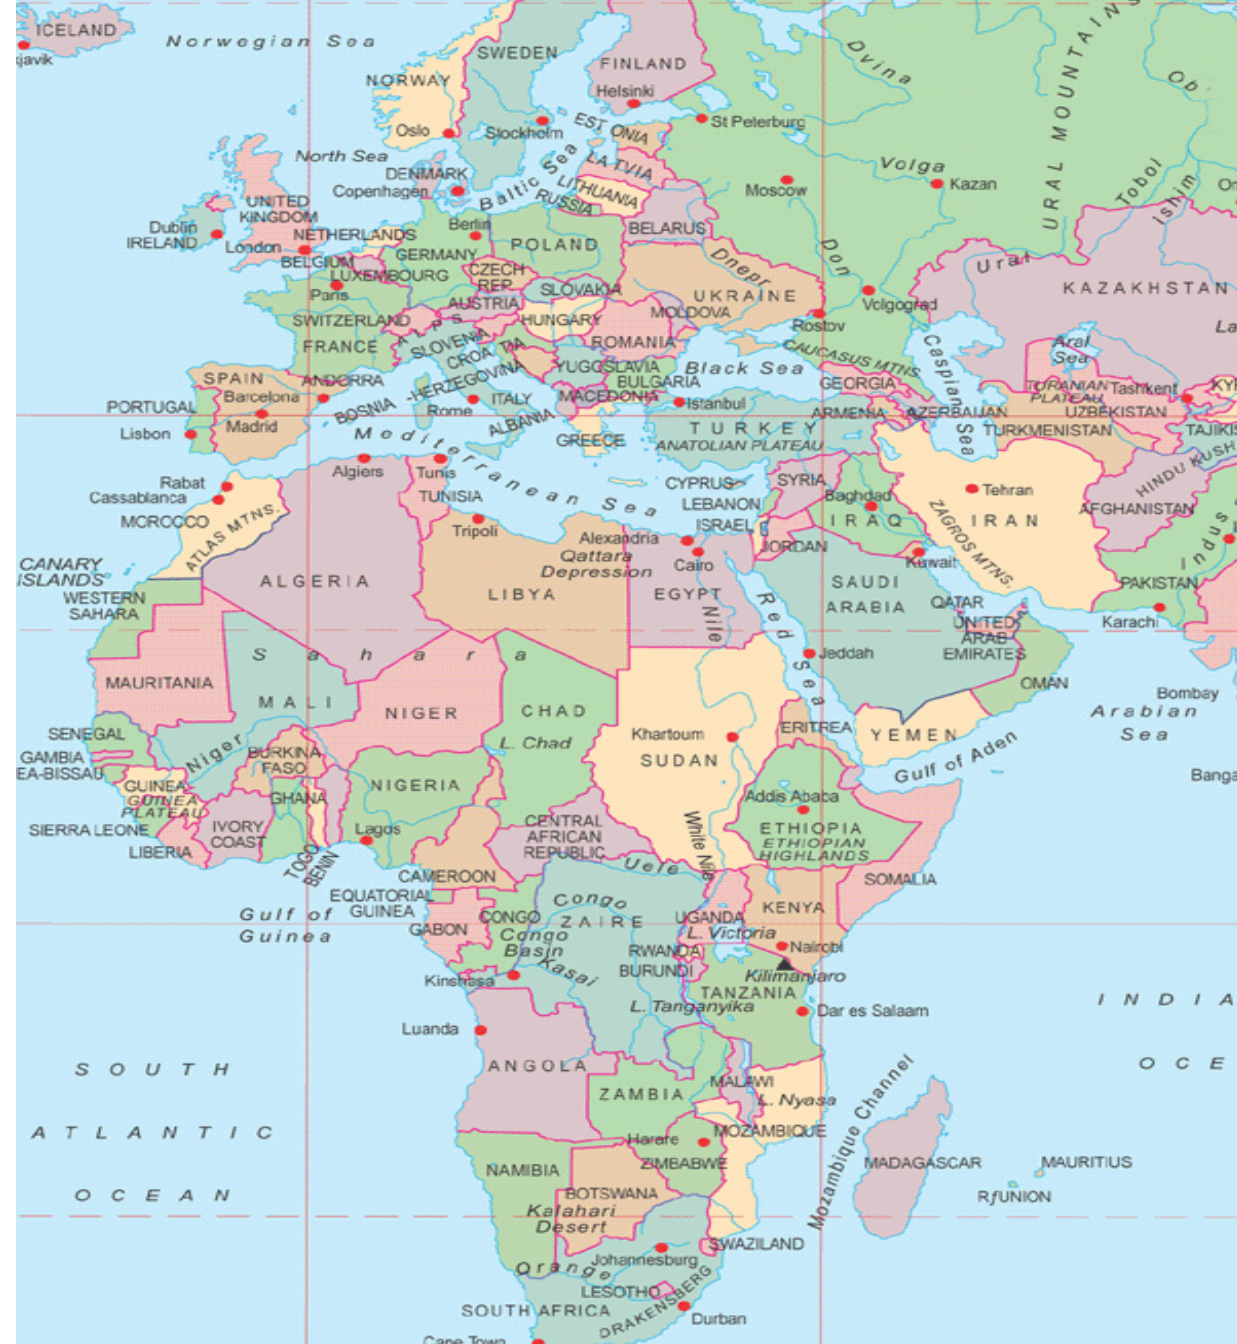 ICELAND
Norwegian Sea
SWEDEN
FINLAND
NORWAY
Helsinki
Oslo
Stockholm
ESTONIA
St Peterburg
Dvina
Ob
URAL MOUNTAINS
North Sea
DENMARK
Copenhagen
Baltic Sea
LATVIA
LITHUANIA
RUSSIA
Moscow
Volga
Kazan
Tobol
Ishim
UNITED
KINGDOM
Dublin
IRELAND
London
NETHERLANDS
Berlin
BELGIUM
GERMANY
POLAND
BELARUS
LUXEMBOURG
Paris
CZECH
REP.
SLOVAKIA
Dnepr
Don
Ural
KAZAKHSTAN
AUSTRIA
UKRAINE
Volgograd
SWITZERLAND
ALPS
HUNGARY
MOLDOVA
Rostov
FRANCE
SLOVENIA
CROATIA
ROMANIA
CAUCASUS MTNS.
Caspian Sea
Aral
Sea
SPAIN
ANDORRA
BOSNIA -HERZEGOVINA
YUGOSLAVIA
BULGARIA
Black Sea
GEORGIA
TURANIAN
PLATEAU
Tashkent
PORTUGAL
Barcelona
Rome
ITALY
MACEDONIA
Istanbul
ARMENIA
AZERBAIJAN
UZBEKISTAN
Lisbon
Madrid
ALBANIA
GREECE
TURKEY
ANATOLIAN PLATEAU
TURKMENISTAN
Mediterranean Sea
Rabat
Cassablanca
Algiers
Tunis
TUNISIA
CYPRUS
SYRIA
LEBANON
Baghdad
Tehran
HINDU KUSH
AFGHANISTAN
MOROCCO
ATLAS MTNS.
Tripoli
ISRAEL
IRAQ
IRAN
ZAGROS MTNS.
Indus
Alexandria
Qattara
Depression
Cairo
JORDAN
Kuwait
CANARY
ISLANDS
ALGERIA
LIBYA
EGYPT
Nile
SAUDI
ARABIA
QATAR
PAKISTAN
WESTERN
SAHARA
Red Sea
UNITED
ARAB
EMIRATES
Karachi
Sahara
Jeddah
MAURITANIA
MALI
NIGER
CHAD
OMAN
Bombay
Arabian
Sea
SENEGAL
GAMBIA
EA-BISSAU
Niger
BURKINA
FASO
L. Chad
Khartoum
SUDAN
ERITREA
YEMEN
Gulf of Aden
Banga
GUINEA
GUINEA
PLATEAU
GHANA
NIGERIA
Addis Ababa
SIERRA LEONE
IVORY
COAST
Lagos
CENTRAL
AFRICAN
REPUBLIC
White Nile
ETHIOPIA
ETHIOPIAN
HIGHLANDS
LIBERIA
TOGO
BENIN
CAMEROON
Uele
SOMALIA
EQUATORIAL
GUINEA
Gulf of
Guinea
GABON
CONGO
Congo
ZAIRE
Congo
Basin
UGANDA
L. Victoria
KENYA
Nairobi
RWANDA
BURUNDI
Kilimanjaro
Kinshasa
Kasai
TANZANIA
L. Tanganyika
Dar es Salaam
INDIA
OCE
Luanda
ANGOLA
SOUTH
ATLANTIC
OCEAN
ZAMBIA
MALAWI
L. Nyasa
Mozambique Channel
Harare
MOZAMBIQUE
NAMIBIA
ZIMBABWE
MADAGASCAR
MAURITIUS
RƒUNION
BOTSWANA
Kalahari
Desert
SWAZILAND
Johannesburg
Orange
LESOTHO
DRAKENSBERG
SOUTH AFRICA
Durban
Cape Town